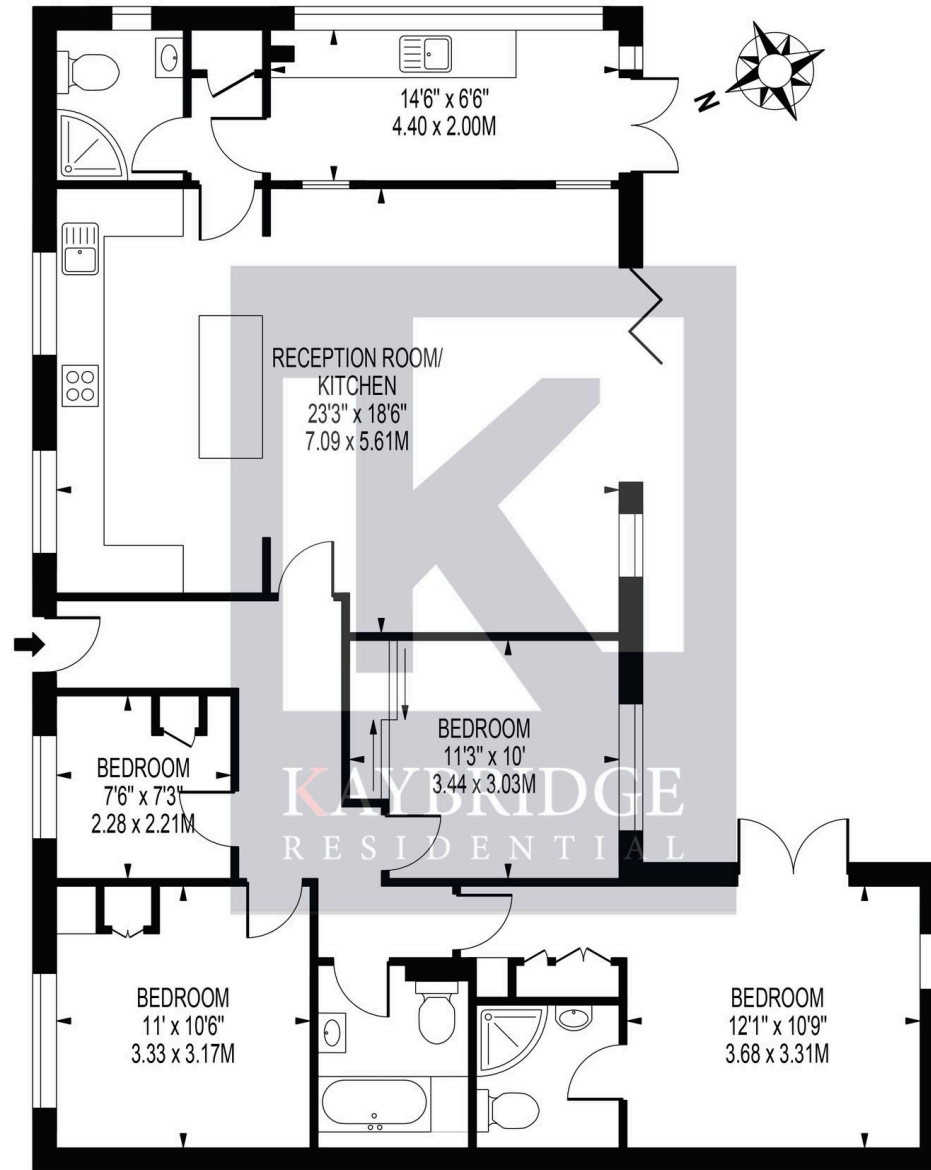 14'6" x 6'6"
4.40 x 2.00M
N
RECEPTION ROOM/
KITCHEN
23'3" x 18'6"
7.09 x 5.61M
BEDROOM
11'3" x 10'
3.44 x 3.03M
BEDROOM
7'6" x 7'3"
2.28 x 2.21M
KAYBRIDGE
RESIDENTIAL
BEDROOM
11' x 10'6"
3.33 x 3.17M
BEDROOM
12'1" x 10'9"
3.68 x 3.31M